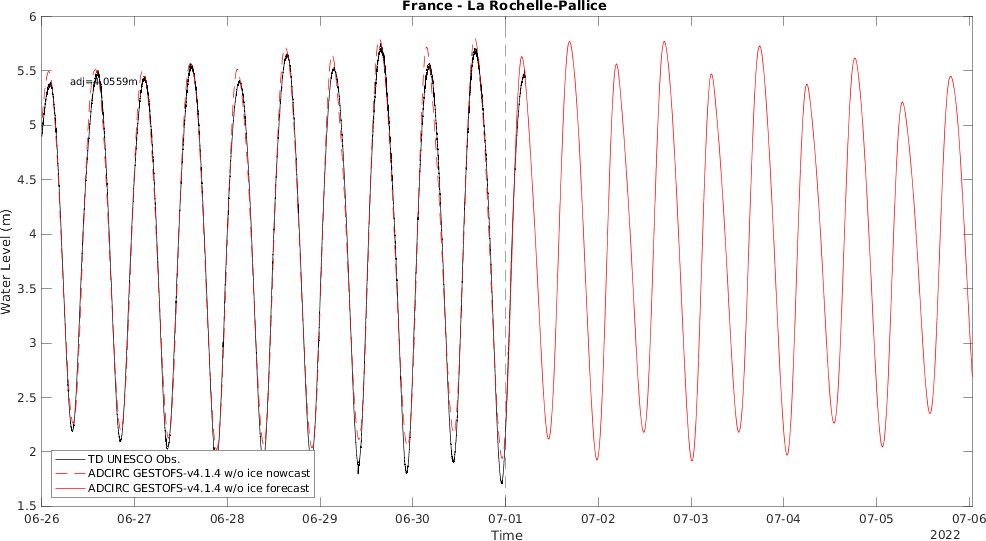 France - La Rochelle-Pallice
6
5.5
5
4.5
4
3.5
3
2.5
2
1.5
Water Level (m)
TD UNESCO Obs.
ADCIRC GESTOFS-v4.1.4 w/o ice nowcast
ADCIRC GESTOFS-v4.1.4 w/o ice forecast
06-26 06-27 06-28 06-29 06-30 07-01 07-02 07-03 07-04 07-05 07-06
Time
2022